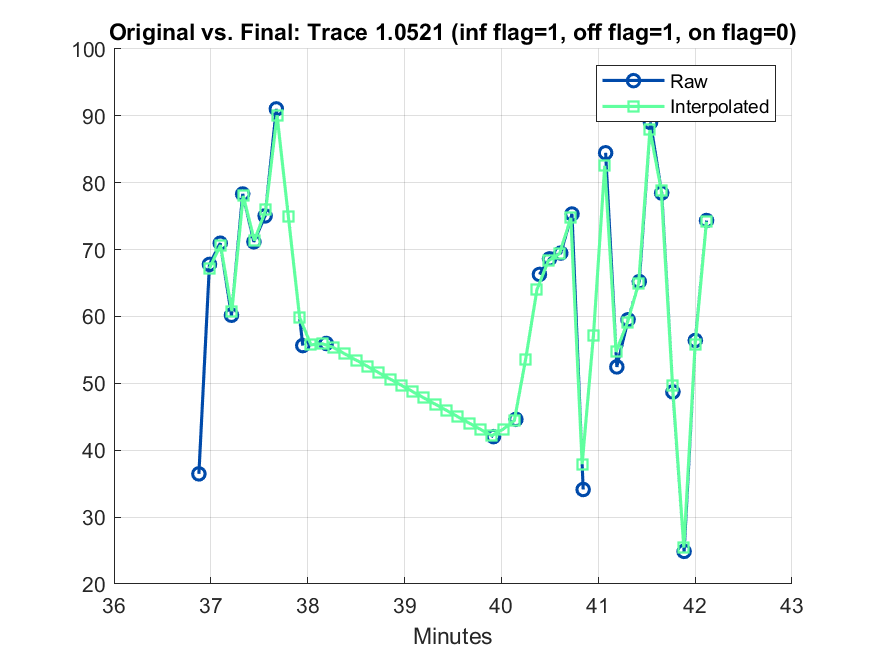 Original vs. Final: Trace 1.0521 (inf flag=1, off flag=1, on flag=0)
100
90
80
70
60
50
40
30
20
Raw
Interpolated
36 37 38 39 40 41 42 43
Minutes